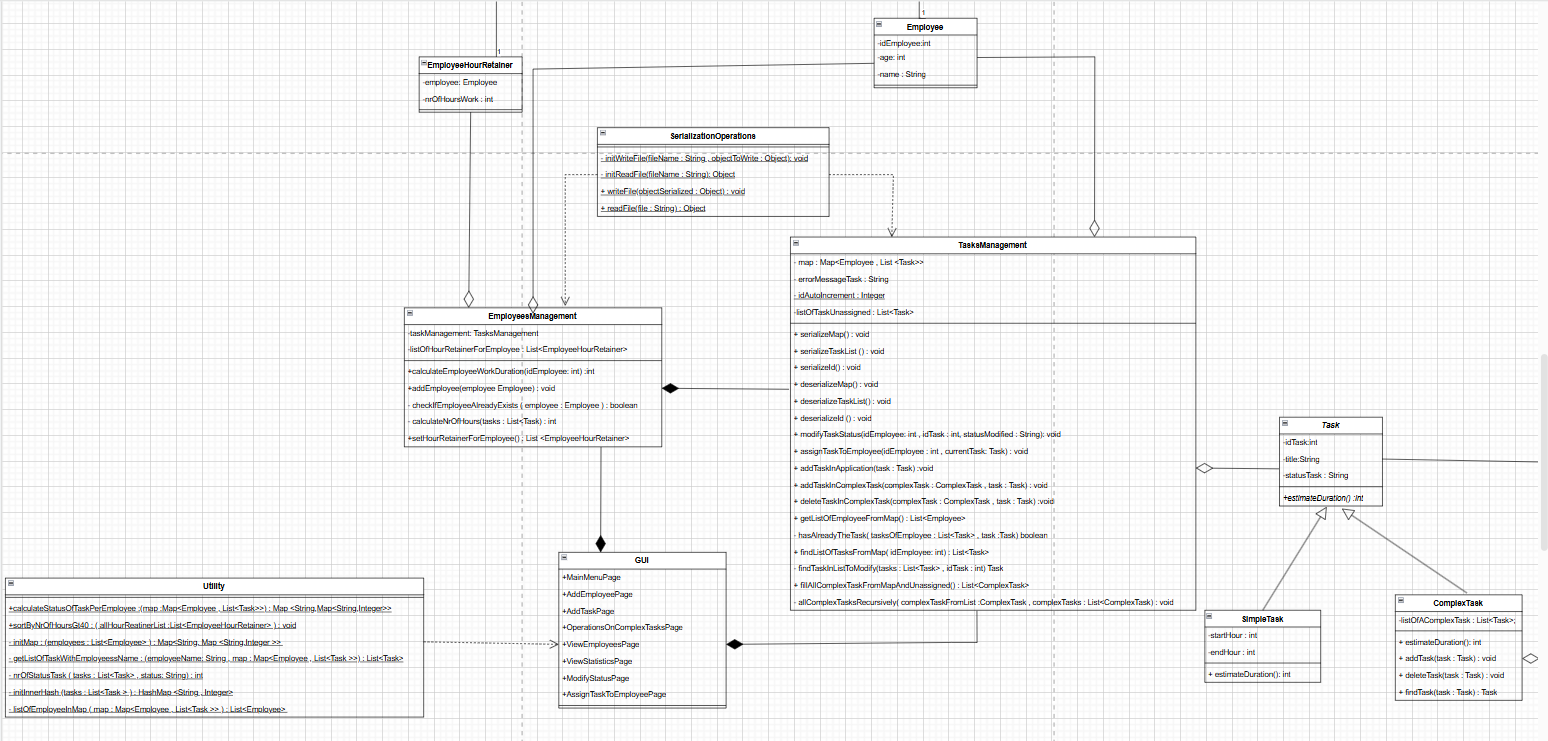 1
Employee
-idEmployee:int
-age: int
-name : String
1
EmployeeHourRetainer
-employee: Employee
-nrOfHoursWork : int
SerializationOperations
- initWriteFile(fileName : String , objectToWrite : Object): void
- initReadFile(fileName : String): Object
+ writeFile(objectSerialized : Object) : void
+ readFile(file : String) : Object
TasksManagement
- map : Map<Employee , List <Task>>
- errorMessageTask : String
- idAutoIncrement : Integer
-listOfTaskUnassigned : List<Task>
+ serializeMap() : void
+ serializeTaskList () : void
+ serializeId() : void
+ deserializeMap() : void
+ deserializeTaskList() : void
+ deserializeId () : void
+ modifyTaskStatus(idEmployee: int , idTask : int, statusModified : String): void
+ assignTaskToEmployee(idEmployee : int , currentTask: Task) : void
+ addTaskInApplication(task : Task) :void
+ addTaskInComplexTask(complexTask : ComplexTask , task : Task) : void
+ deleteTaskInComplexTask(complexTask : ComplexTask , task : Task) :void
+ getListOfEmployeeFromMap() : List<Employee>
- hasAlreadyTheTask( tasksOfEmployee : List<Task> , task :Task) boolean
+ findListOfTasksFromMap( idEmployee: int) : List<Task>
- findTaskInListToModify(tasks : List<Task> , idTask : int) Task
+ fillAllComplexTaskFromMapAndUnassigned() : List<ComplexTask>
- allComplexTasksRecursively( complexTaskFromList :ComplexTask , complexTasks : List<ComplexTask) : void
EmployeesManagement
-taskManagement: TasksManagement
-listOfHourRetainerForEmployee : List<EmployeeHourRetainer>
+calculateEmployeeWorkDuration(idEmployee: int) :int
+addEmployee(employee Employee) : void
- checkIfEmployeeAlreadyExists ( employee : Employee ) : boolean
- calculateNrOfHours(tasks : List<Task) : int
+setHourRetainerForEmployee() : List <EmployeeHourRetainer>
Task
-idTask:int
-title:String
-statusTask : String
+estimateDuration() :int
GUI
+MainMenuPage
+AddEmployeePage
+AddTaskPage
+OperationsOnComplexTasksPage
+ViewEmployeesPage
+ViewStatisticsPage
+ModifyStatusPage
+AssignTaskToEmployeePage
Utility
+calculateStatusOfTaskPerEmployee :(map :Map<Employee , List<Task>>) : Map <String,Map<String,Integer>>
+sortByNrOfHoursGt40 : ( allHourReatinerList :List<EmployeeHourRetainer> ) : void
- initMap : (employees : List<Employee> ) : Map<String, Map <String,Integer >>
- getListOfTaskWithEmployeessName : (employeeName: String , map : Map<Employee , List<Task >>) : List<Task>
- nrOfStatusTask ( tasks : List<Task> , status: String) : int
- initInnerHash (tasks : List<Task > ) : HashMap <String , Integer>
- listOfEmployeeInMap ( map : Map<Employee , List<Task >> ) : List<Employee>
SimpleTask
- startHour : int
- endHour : int
+ estimateDuration(): int
ComplexTask
-listOfAComplexTask : List<Task>;
+ estimateDuration(): int
+ addTask(task : Task) : void
+ deleteTask(task : Task) : void
+ findTask(task : Task) : Task